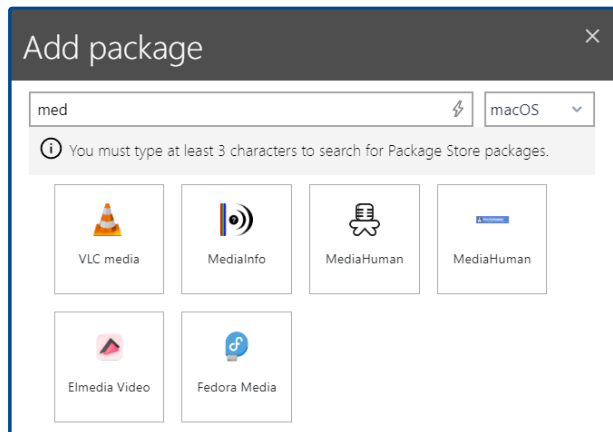 Add package
med
macOS
You must type at least 3 characters to search for Package Store packages.
VLC media
MediaInfo
MediaHuman
MediaHuman
Elmedia Video
Fedora Media